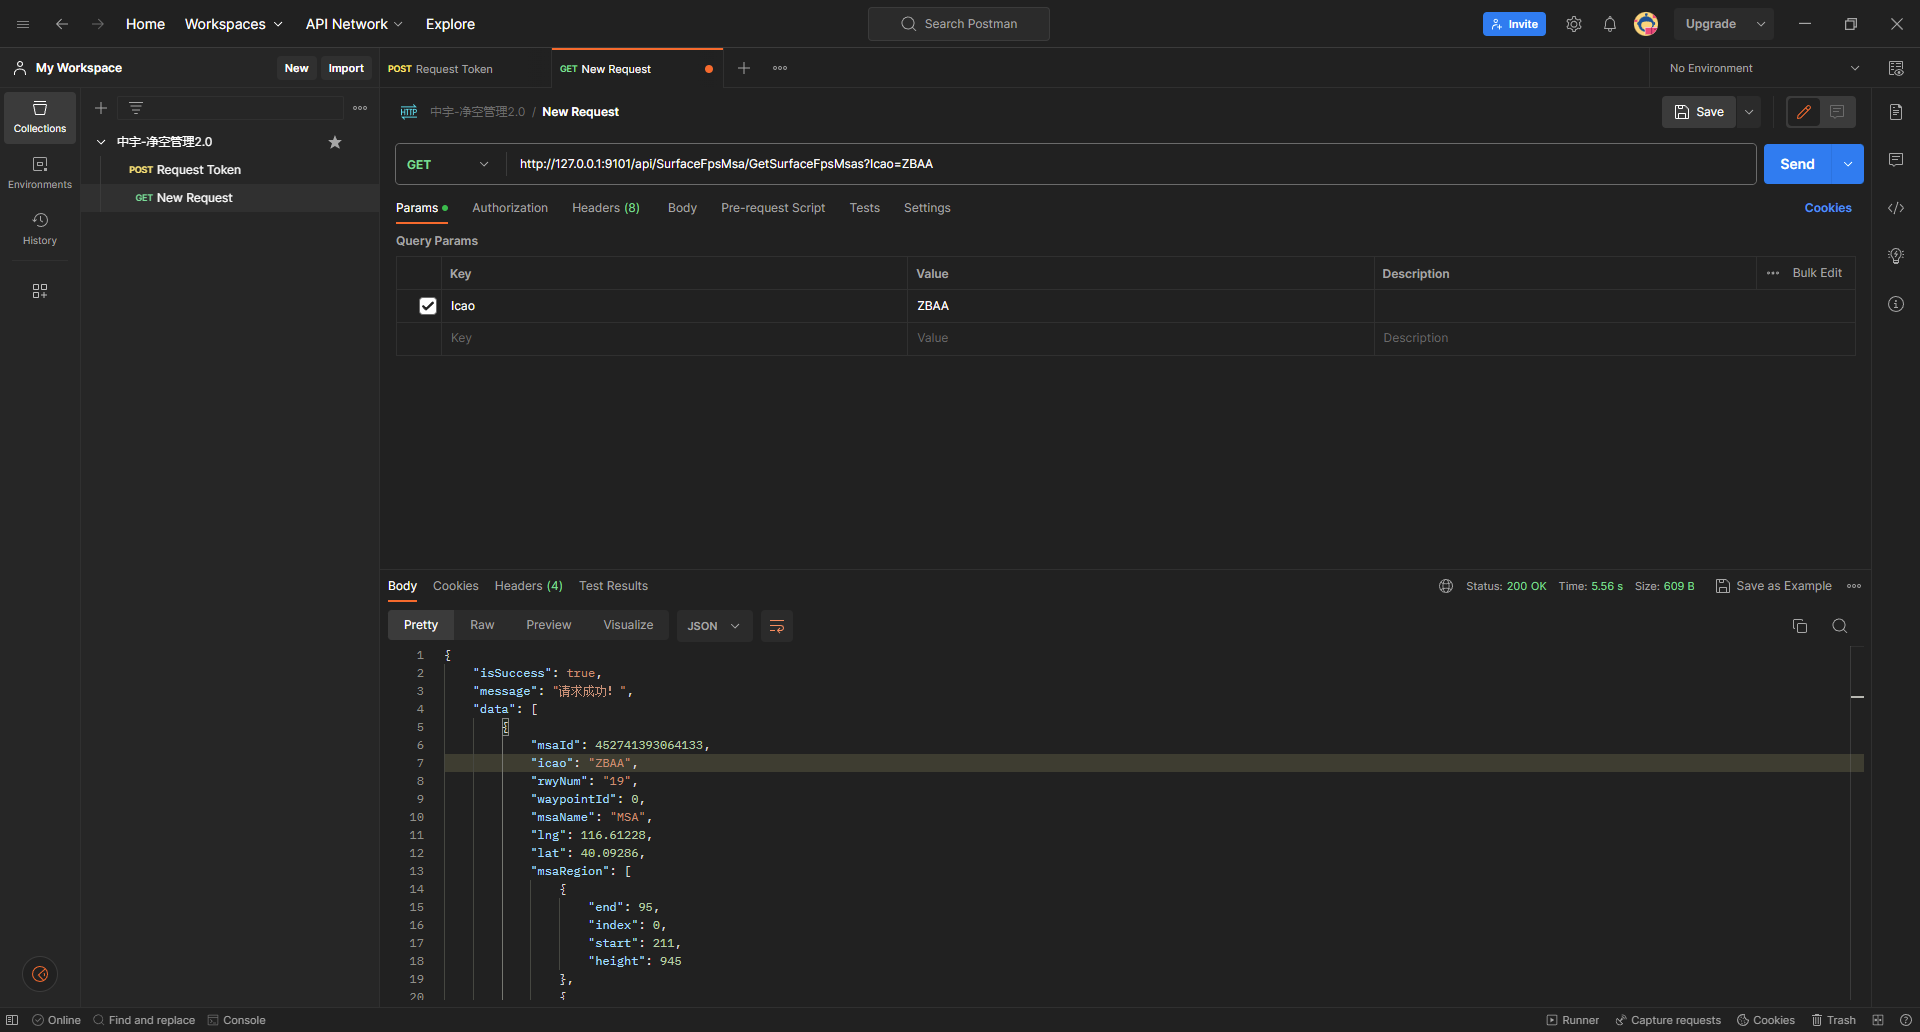 Home Workspaces API Network Explore Search Postman Invite Upgrade
My Workspace New Import POST Request Token GET New Request No Environment
中宇-净空管理2.0 / New Request Save
Collections
中宇-净空管理2.0
POST Request Token
GET New Request
Environments
History
GET http://127.0.0.1:9101/api/SurfaceFpsMsa/GetSurfaceFpsMsas?Icao=ZBAA Send
Params Authorization Headers (8) Body Pre-request Script Tests Settings Cookies
Query Params
Key Value Description Bulk Edit
Icao ZBAA
Key Value Description
Body Cookies Headers (4) Test Results Status: 200 OK Time: 5.56 s Size: 609 B Save as Example
Pretty Raw Preview Visualize JSON
1 {
2 "isSuccess": true,
3 "message": "请求成功！",
4 "data": [
5 {
6 "msaId": 452741393064133,
7 "icao": "ZBAA",
8 "rwyNum": "19",
9 "waypointId": 0,
10 "msaName": "MSA",
11 "lng": 116.61228,
12 "lat": 40.09286,
13 "msaRegion": [
14 {
15 "end": 95,
16 "index": 0,
17 "start": 211,
18 "height": 945
19 },
20 {
Online Find and replace Console Runner Capture requests Cookies Trash